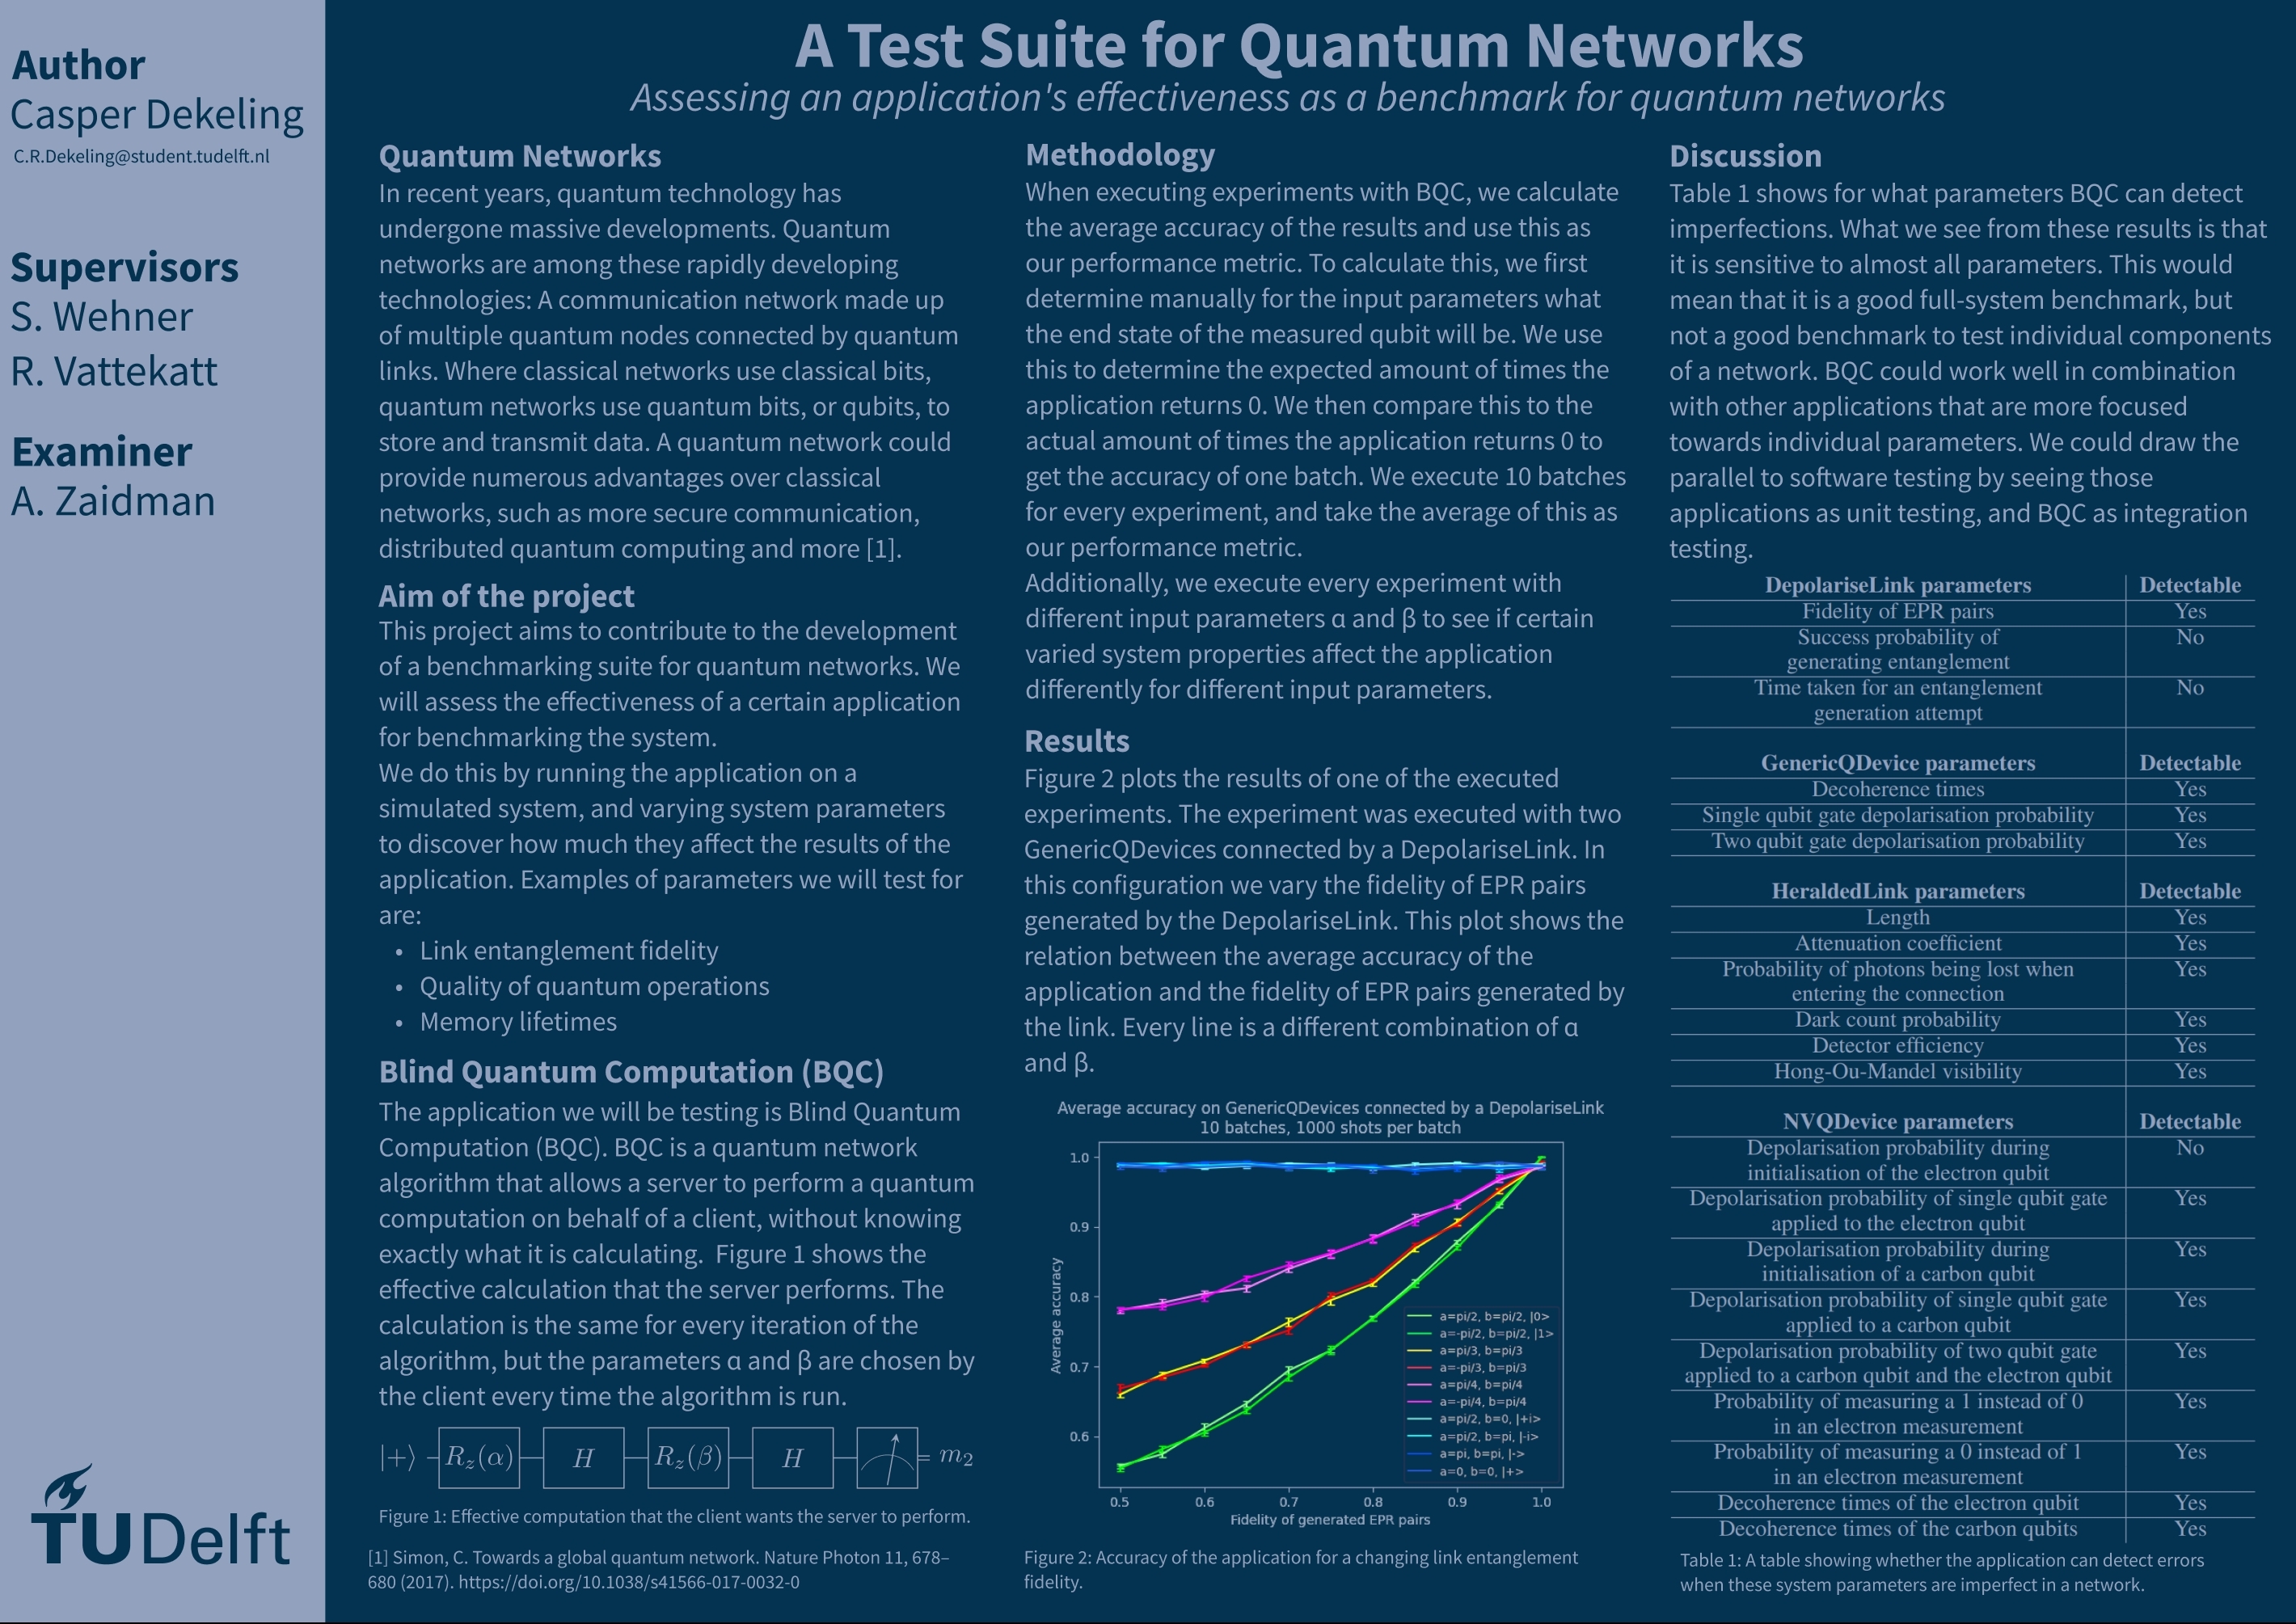 A Test Suite for Quantum Networks
Assessing an application's effectiveness as a benchmark for quantum networks
Author
Casper Dekeling
C.R.Dekeling@student.tudelft.nl
Supervisors
S. Wehner
R. Vattekatt
Examiner
A. Zaidman
TUDelft
Quantum Networks
In recent years, quantum technology has
undergone massive developments. Quantum
networks are among these rapidly developing
technologies: A communication network made up
of multiple quantum nodes connected by quantum
links. Where classical networks use classical bits,
quantum networks use quantum bits, or qubits, to
store and transmit data. A quantum network could
provide numerous advantages over classical
networks, such as more secure communication,
distributed quantum computing and more [1].
Aim of the project
This project aims to contribute to the development
of a benchmarking suite for quantum networks. We
will assess the effectiveness of a certain application
for benchmarking the system.
We do this by running the application on a
simulated system, and varying system parameters
to discover how much they affect the results of the
application. Examples of parameters we will test for
are:
• Link entanglement fidelity
• Quality of quantum operations
• Memory lifetimes
Blind Quantum Computation (BQC)
The application we will be testing is Blind Quantum
Computation (BQC). BQC is a quantum network
algorithm that allows a server to perform a quantum
computation on behalf of a client, without knowing
exactly what it is calculating.  Figure 1 shows the
effective calculation that the server performs. The
calculation is the same for every iteration of the
algorithm, but the parameters α and β are chosen by
the client every time the algorithm is run.
|+⟩ R_z(α) H R_z(β) H = m_2
Figure 1: Effective computation that the client wants the server to perform.
[1] Simon, C. Towards a global quantum network. Nature Photon 11, 678–
680 (2017). https://doi.org/10.1038/s41566-017-0032-0
Methodology
When executing experiments with BQC, we calculate
the average accuracy of the results and use this as
our performance metric. To calculate this, we first
determine manually for the input parameters what
the end state of the measured qubit will be. We use
this to determine the expected amount of times the
application returns 0. We then compare this to the
actual amount of times the application returns 0 to
get the accuracy of one batch. We execute 10 batches
for every experiment, and take the average of this as
our performance metric.
Additionally, we execute every experiment with
different input parameters α and β to see if certain
varied system properties affect the application
differently for different input parameters.
Results
Figure 2 plots the results of one of the executed
experiments. The experiment was executed with two
GenericQDevices connected by a DepolariseLink. In
this configuration we vary the fidelity of EPR pairs
generated by the DepolariseLink. This plot shows the
relation between the average accuracy of the
application and the fidelity of EPR pairs generated by
the link. Every line is a different combination of α
and β.
Average accuracy on GenericQDevices connected by a DepolariseLink
10 batches, 1000 shots per batch
Average accuracy
1.0
0.9
0.8
0.7
0.6
a=pi/2, b=pi/2, |0>
a=-pi/2, b=pi/2, |1>
a=pi/3, b=pi/3
a=-pi/3, b=pi/3
a=pi/4, b=pi/4
a=-pi/4, b=pi/4
a=pi/2, b=0, |+i>
a=pi/2, b=pi, |-i>
a=pi, b=pi, |->
a=0, b=0, |+>
0.5 0.6 0.7 0.8 0.9 1.0
Fidelity of generated EPR pairs
Figure 2: Accuracy of the application for a changing link entanglement
fidelity.
Discussion
Table 1 shows for what parameters BQC can detect
imperfections. What we see from these results is that
it is sensitive to almost all parameters. This would
mean that it is a good full-system benchmark, but
not a good benchmark to test individual components
of a network. BQC could work well in combination
with other applications that are more focused
towards individual parameters. We could draw the
parallel to software testing by seeing those
applications as unit testing, and BQC as integration
testing.
DepolariseLink parameters Detectable
Fidelity of EPR pairs Yes
Success probability of No
generating entanglement
Time taken for an entanglement No
generation attempt
GenericQDevice parameters Detectable
Decoherence times Yes
Single qubit gate depolarisation probability Yes
Two qubit gate depolarisation probability Yes
HeraldedLink parameters Detectable
Length Yes
Attenuation coefficient Yes
Probability of photons being lost when Yes
entering the connection
Dark count probability Yes
Detector efficiency Yes
Hong-Ou-Mandel visibility Yes
NVQDevice parameters Detectable
Depolarisation probability during No
initialisation of the electron qubit
Depolarisation probability of single qubit gate Yes
applied to the electron qubit
Depolarisation probability during Yes
initialisation of a carbon qubit
Depolarisation probability of single qubit gate Yes
applied to a carbon qubit
Depolarisation probability of two qubit gate Yes
applied to a carbon qubit and the electron qubit
Probability of measuring a 1 instead of 0 Yes
in an electron measurement
Probability of measuring a 0 instead of 1 Yes
in an electron measurement
Decoherence times of the electron qubit Yes
Decoherence times of the carbon qubits Yes
Table 1: A table showing whether the application can detect errors
when these system parameters are imperfect in a network.